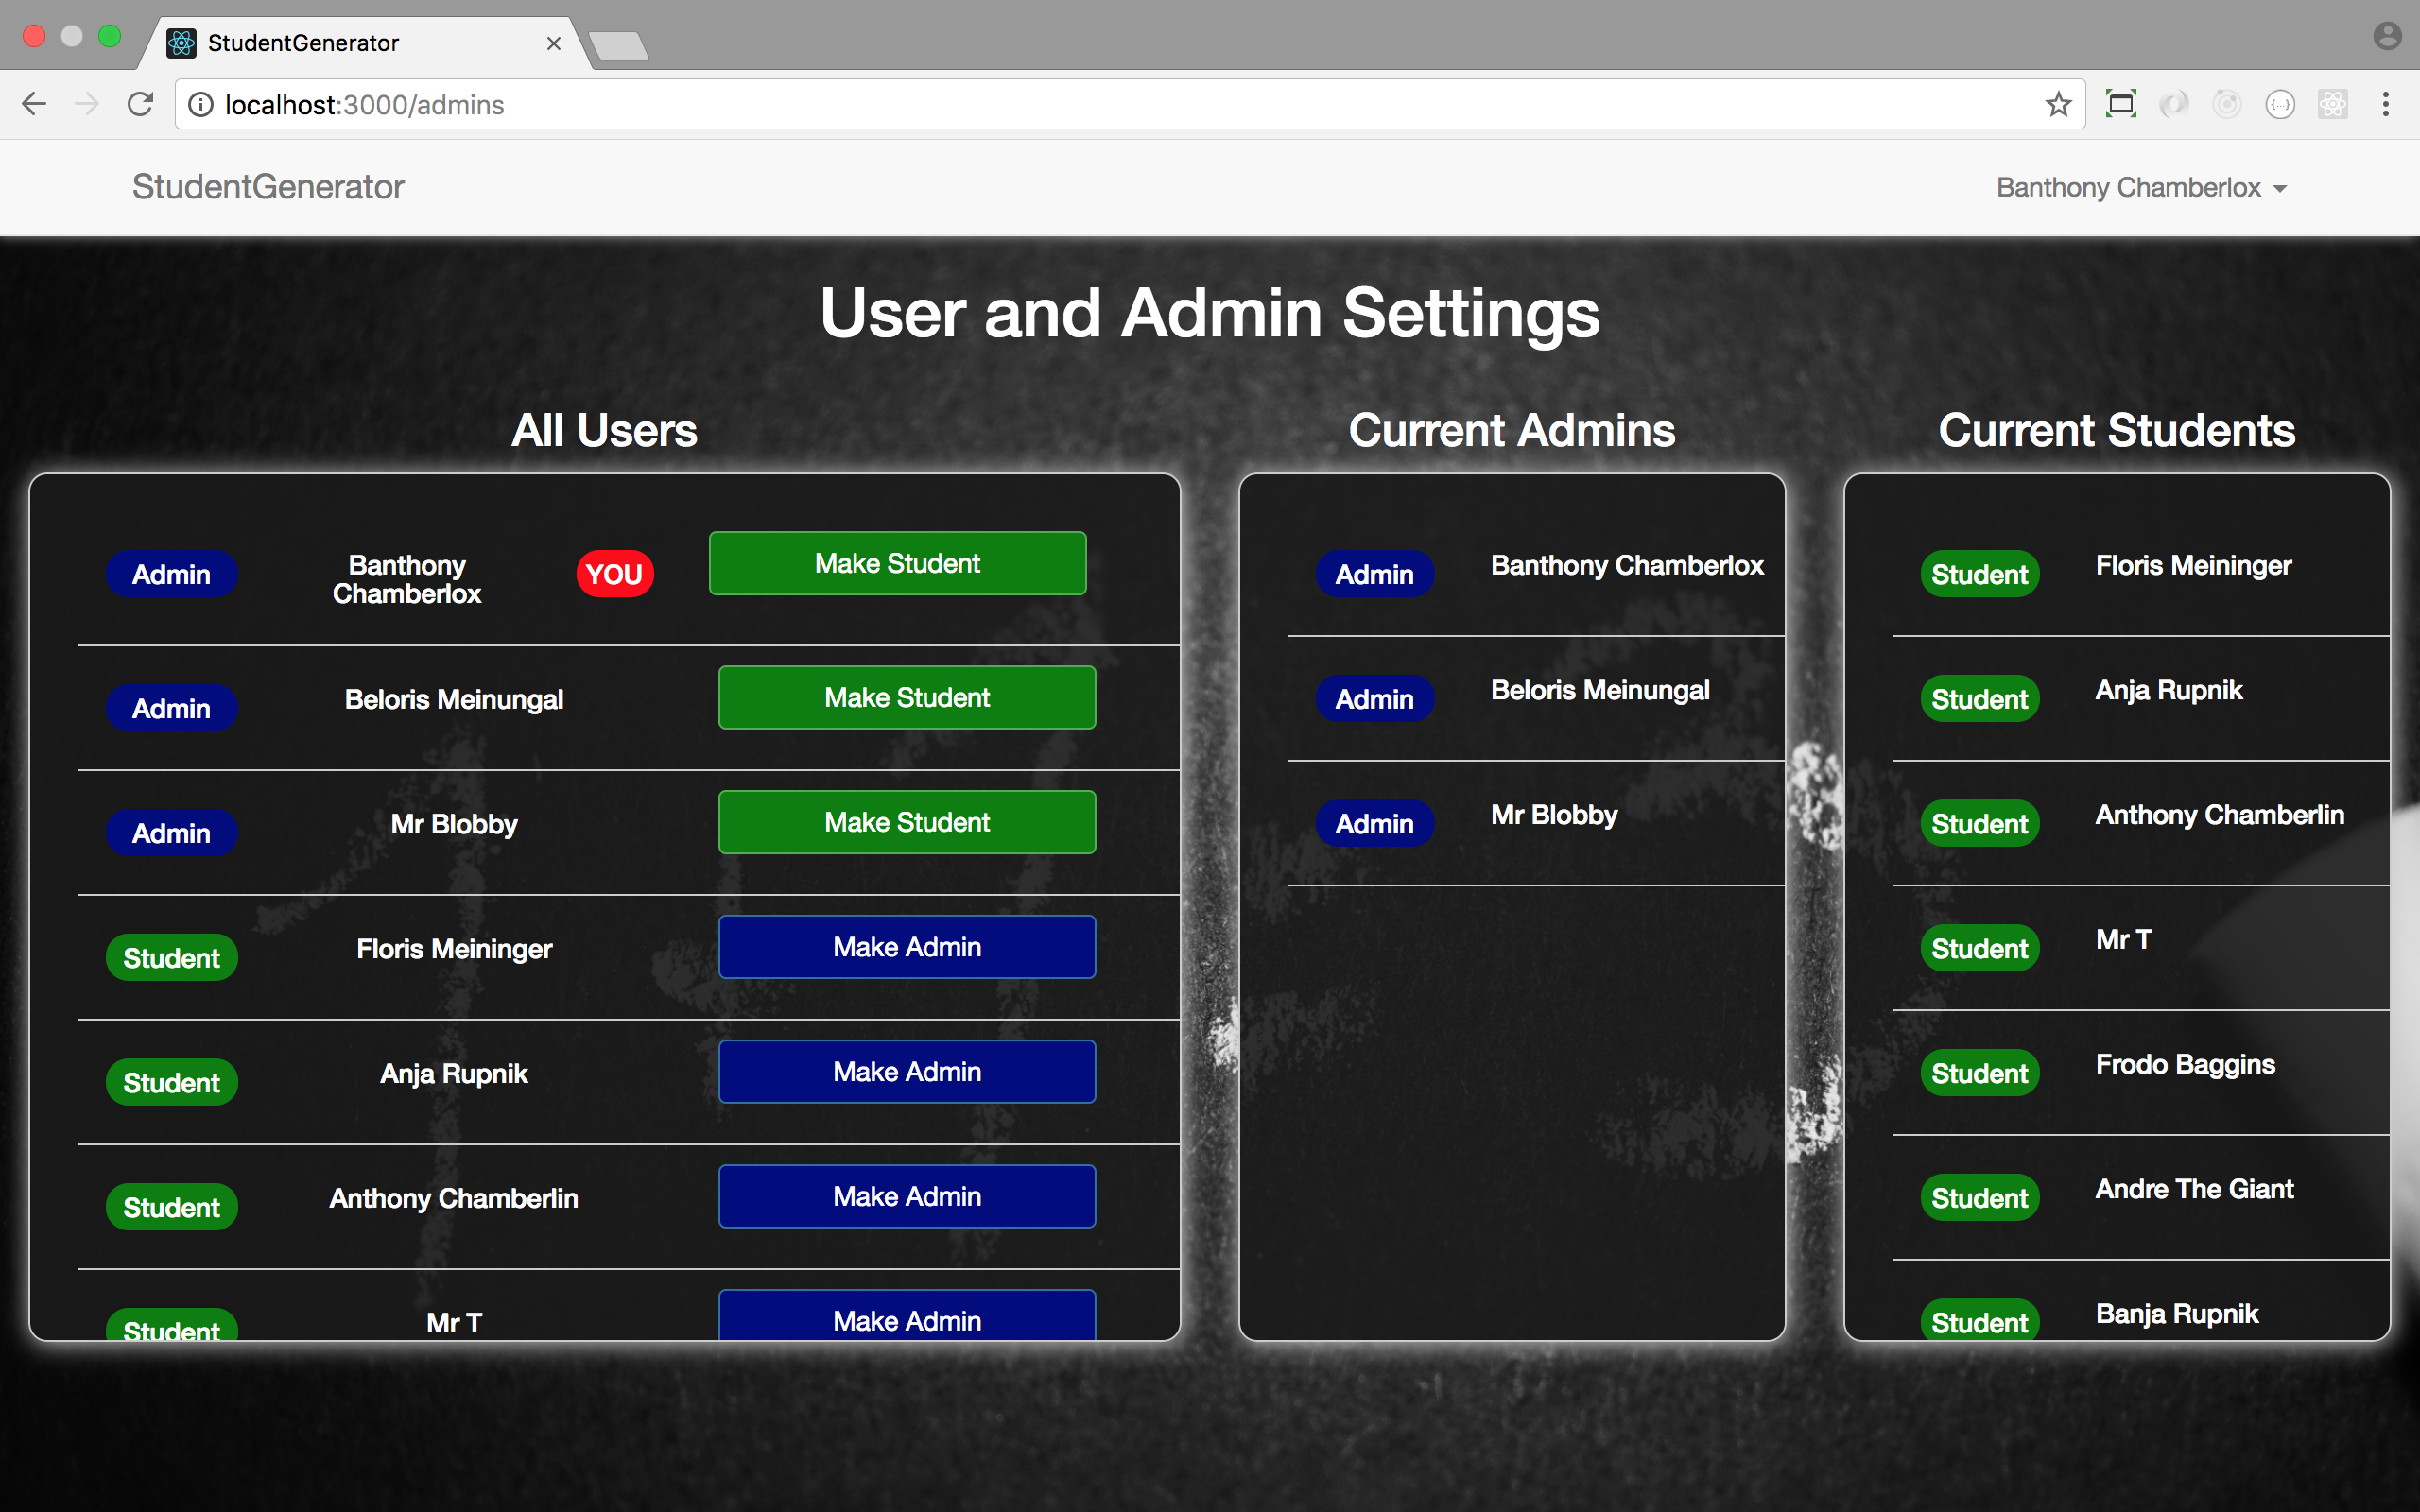 StudentGenerator
localhost:3000/admins
StudentGenerator
Banthony Chamberlox
User and Admin Settings
All Users
Admin
Banthony
Chamberlox
YOU
Make Student
Admin
Beloris Meinungal
Make Student
Admin
Mr Blobby
Make Student
Student
Floris Meininger
Make Admin
Student
Anja Rupnik
Make Admin
Student
Anthony Chamberlin
Make Admin
Student
Mr T
Make Admin
Current Admins
Admin
Banthony Chamberlox
Admin
Beloris Meinungal
Admin
Mr Blobby
Current Students
Student
Floris Meininger
Student
Anja Rupnik
Student
Anthony Chamberlin
Student
Mr T
Student
Frodo Baggins
Student
Andre The Giant
Student
Banja Rupnik